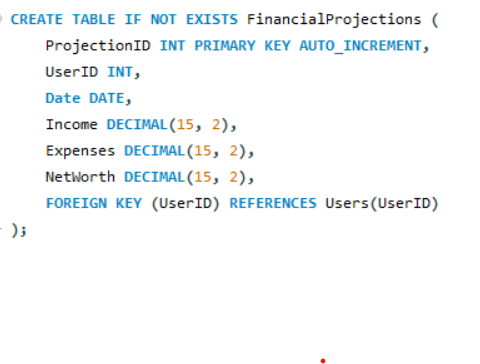 CREATE TABLE IF NOT EXISTS FinancialProjections (
    ProjectionID INT PRIMARY KEY AUTO_INCREMENT,
    UserID INT,
    Date DATE,
    Income DECIMAL(15, 2),
    Expenses DECIMAL(15, 2),
    NetWorth DECIMAL(15, 2),
    FOREIGN KEY (UserID) REFERENCES Users(UserID)
);